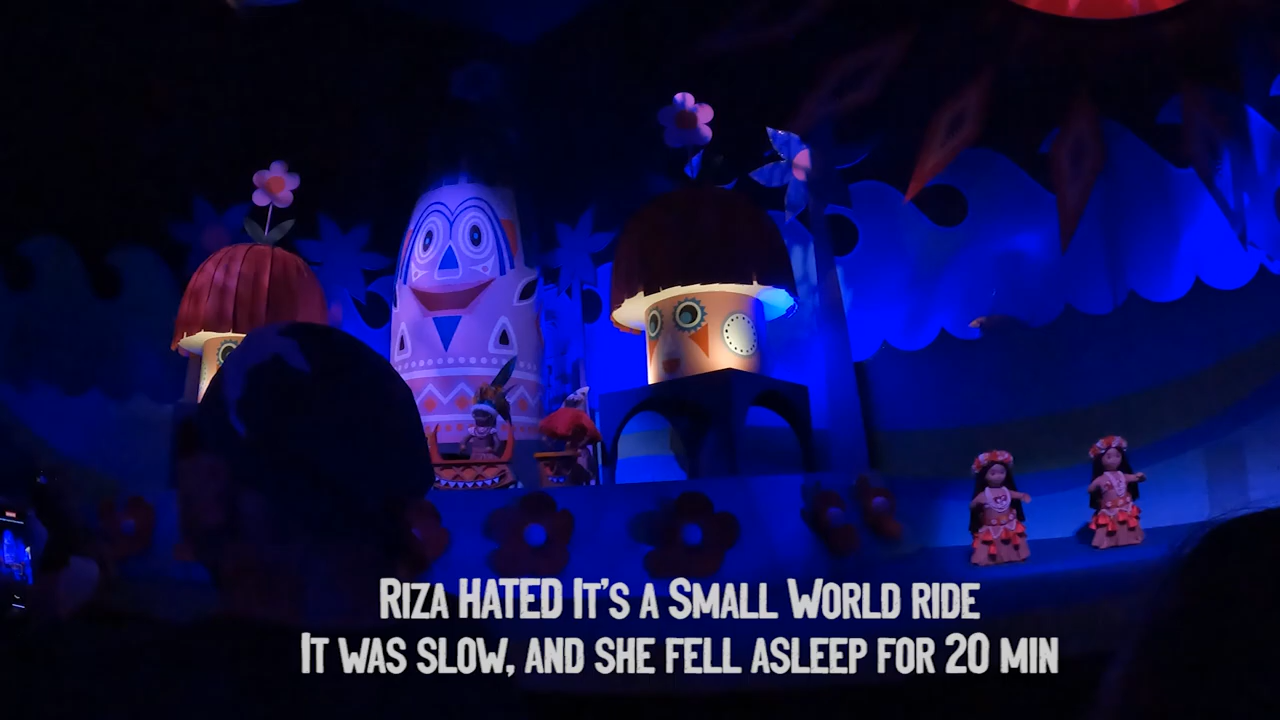 Riza HATED It's a Small World ride
It was slow, and she fell asleep for 20 min